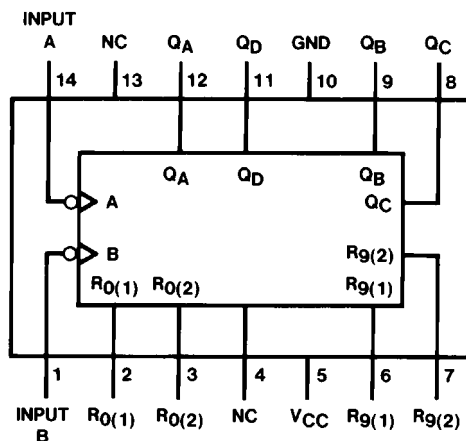 INPUT
A NC QA QD GND QB QC
14 13 12 11 10 9 8
QA QD QB
A QC
B R9(2)
R0(1) R0(2) R9(1)
1 2 3 4 5 6 7
INPUT R0(1) R0(2) NC VCC R9(1) R9(2)
B